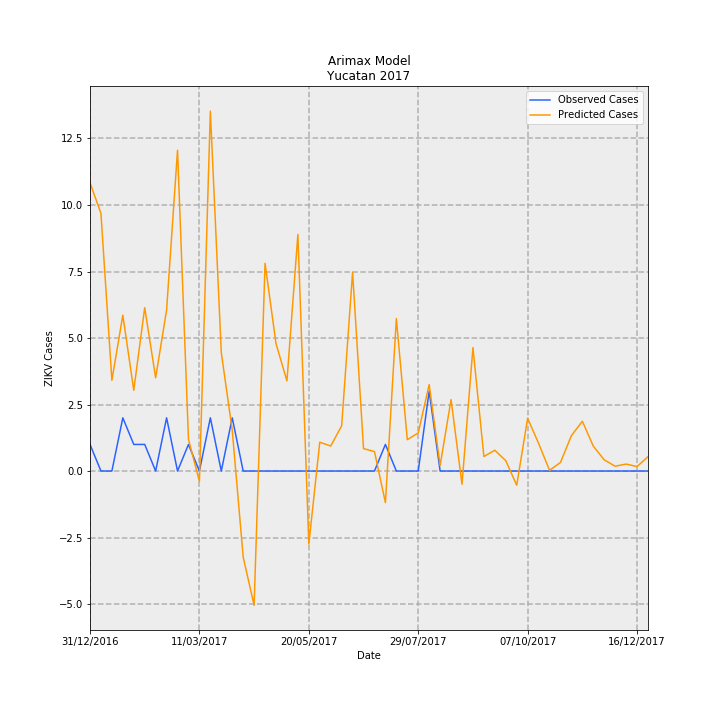 Arimax Model
Yucatan 2017
Observed Cases
Predicted Cases
12.5
10.0
7.5
5.0
2.5
0.0
−2.5
−5.0
ZIKV Cases
31/12/2016 11/03/2017 20/05/2017 29/07/2017 07/10/2017 16/12/2017
Date